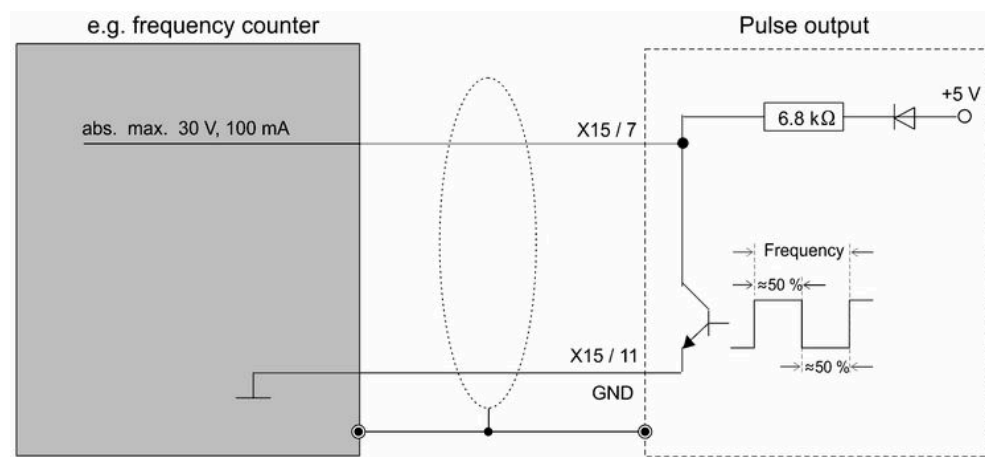 e.g. frequency counter
Pulse output
+5 V
6.8 kΩ
abs. max. 30 V, 100 mA
X15 / 7
Frequency
≈50 %
X15 / 11
≈50 %
GND